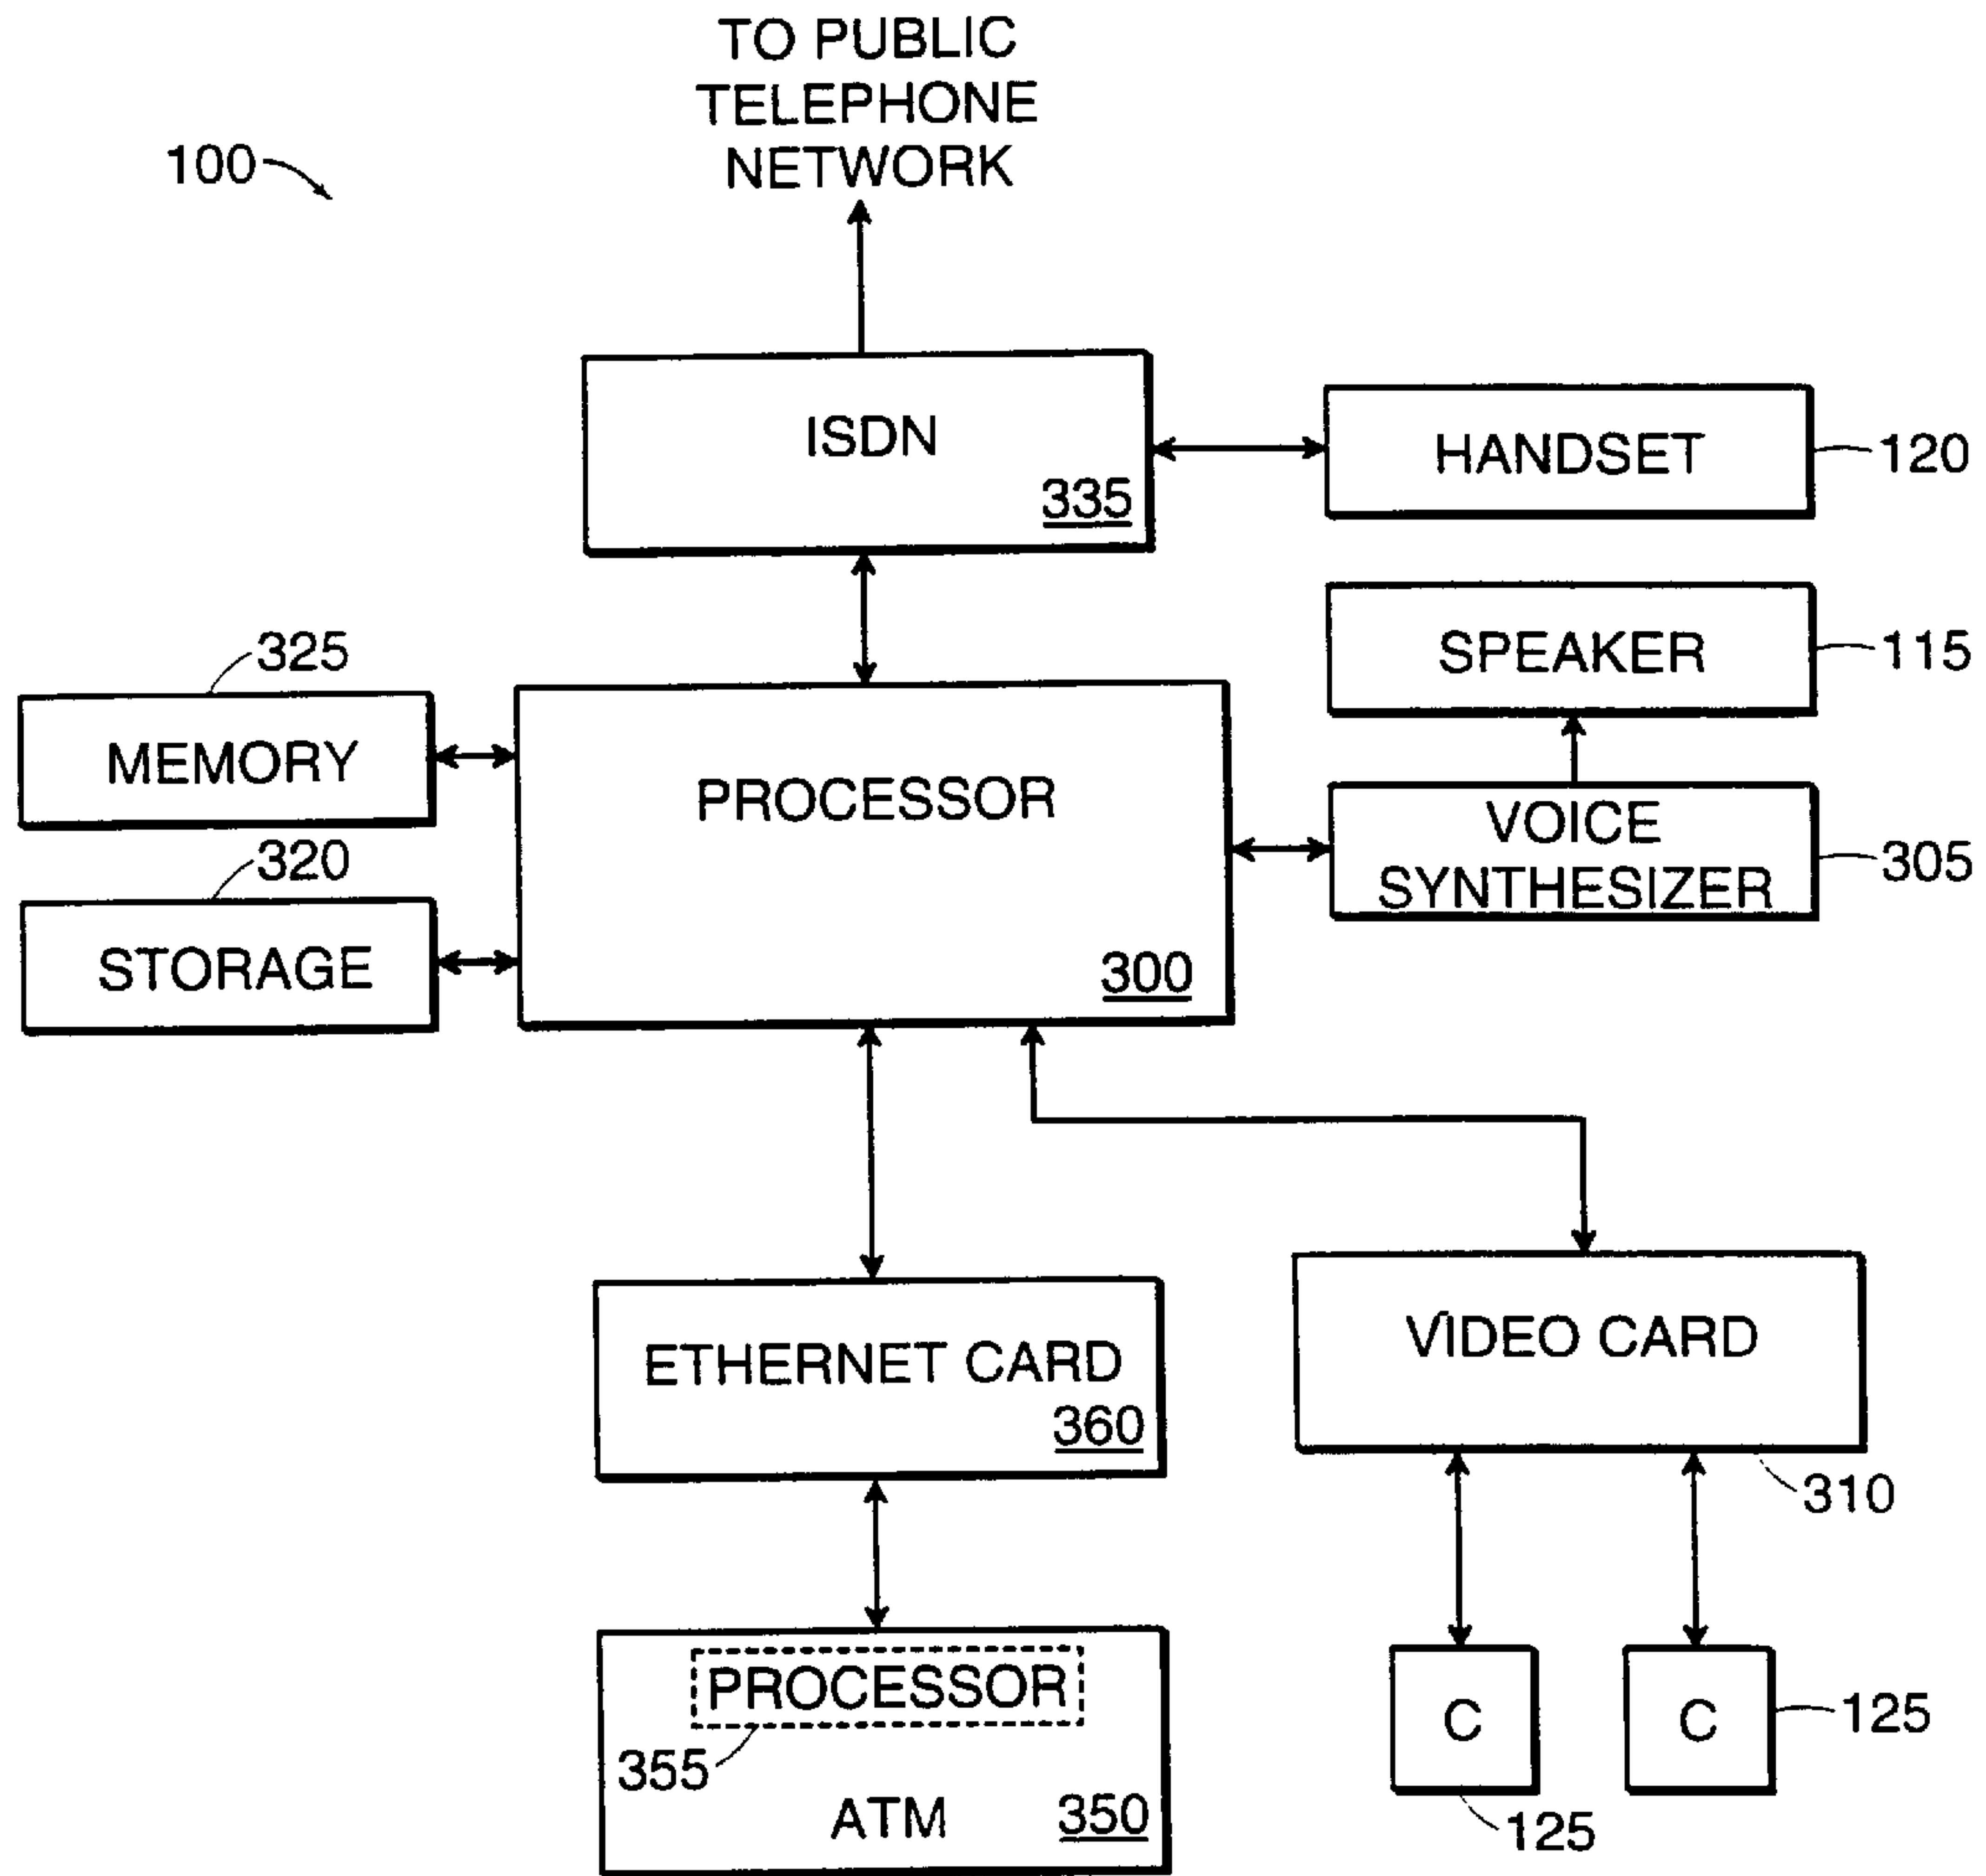 TO PUBLIC
TELEPHONE
NETWORK
100
ISDN
335
HANDSET
120
SPEAKER
115
325
MEMORY
PROCESSOR
300
VOICE
SYNTHESIZER
305
320
STORAGE
ETHERNET CARD
360
VIDEO CARD
310
PROCESSOR
355
ATM
350
C
125
C
125